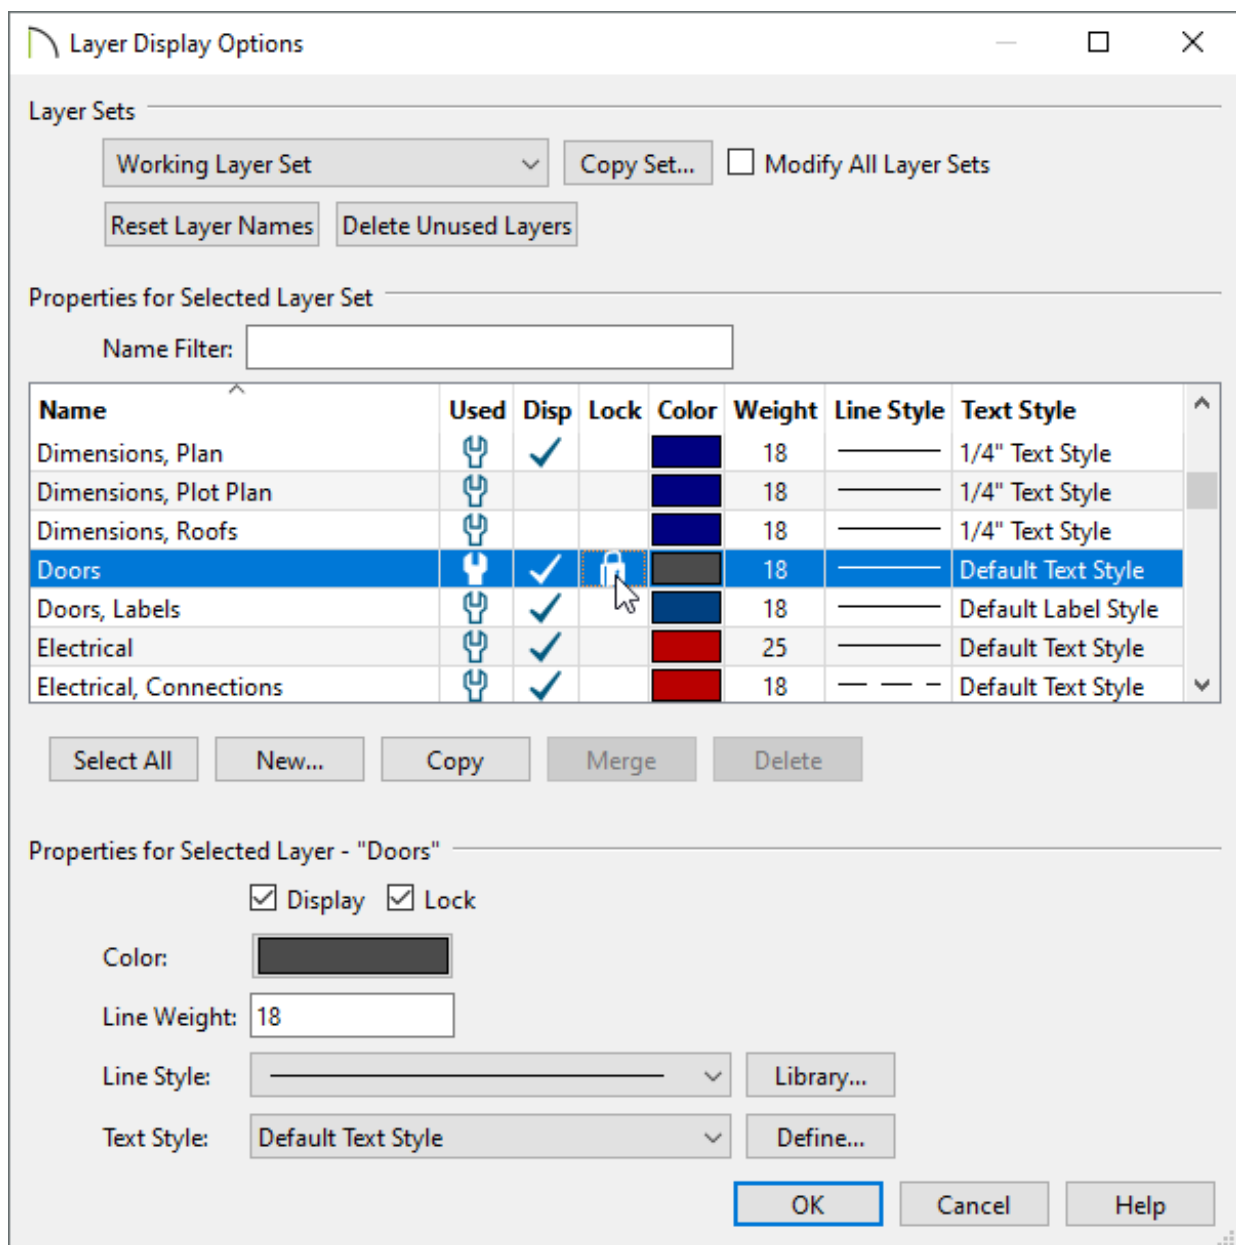 Layer Display Options
Layer Sets
Working Layer Set Copy Set... Modify All Layer Sets
Reset Layer Names Delete Unused Layers
Properties for Selected Layer Set
Name Filter:
Name Used Disp Lock Color Weight Line Style Text Style
Dimensions, Plan 18 1/4" Text Style
Dimensions, Plot Plan 18 1/4" Text Style
Dimensions, Roofs 18 1/4" Text Style
Doors 18 Default Text Style
Doors, Labels 18 Default Label Style
Electrical 25 Default Text Style
Electrical, Connections 18 Default Text Style
Select All New... Copy Merge Delete
Properties for Selected Layer - "Doors"
Display Lock
Color:
Line Weight: 18
Line Style: Library...
Text Style: Default Text Style Define...
OK Cancel Help